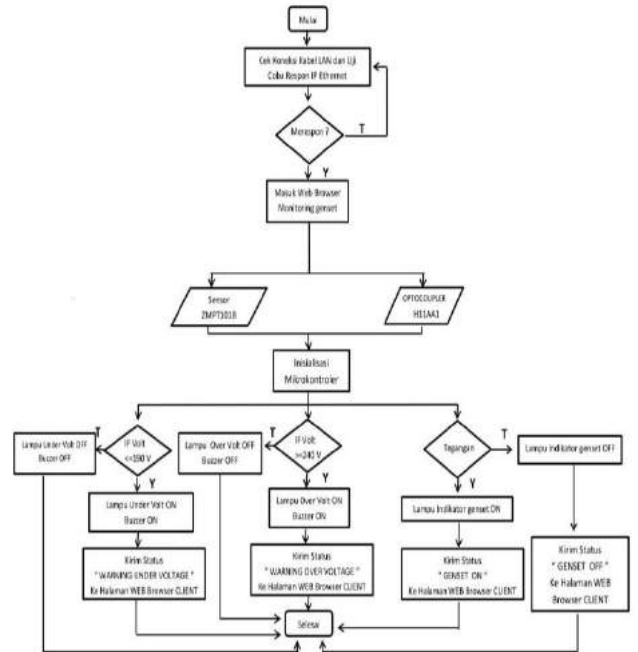 Mulai
Cek Koneksi Kabel LAN dan Uji
Coba Respon IP Ethernet
Merespon ?
T
Y
Masuk Web Browser
Monitoring genset
Sensor
ZMPT101B
OPTOCOUPLER
H11AA1
Inisialisasi
Mikrokontroler
Lampu Under Volt OFF
Buzzer OFF
T
IF Volt
<=190 V
Y
Lampu Over Volt OFF
Buzzer OFF
T
IF Volt
>=240 V
Y
Tegangan
T
Y
Lampu Indikator genset OFF
Lampu Under Volt ON
Buzzer ON
Lampu Over Volt ON
Buzzer ON
Lampu Indikator genset ON
Kirim Status
" WARNING ENDER VOLTAGE "
Ke Halaman WEB Browser CLIENT
Kirim Status
" WARNING OVER VOLTAGE "
Ke Halaman WEB Browser CLIENT
Kirim Status
" GENSET ON "
Ke Halaman WEB Browser CLIENT
Kirim Status
" GENSET OFF "
Ke Halaman WEB
Browser CLIENT
Selesai